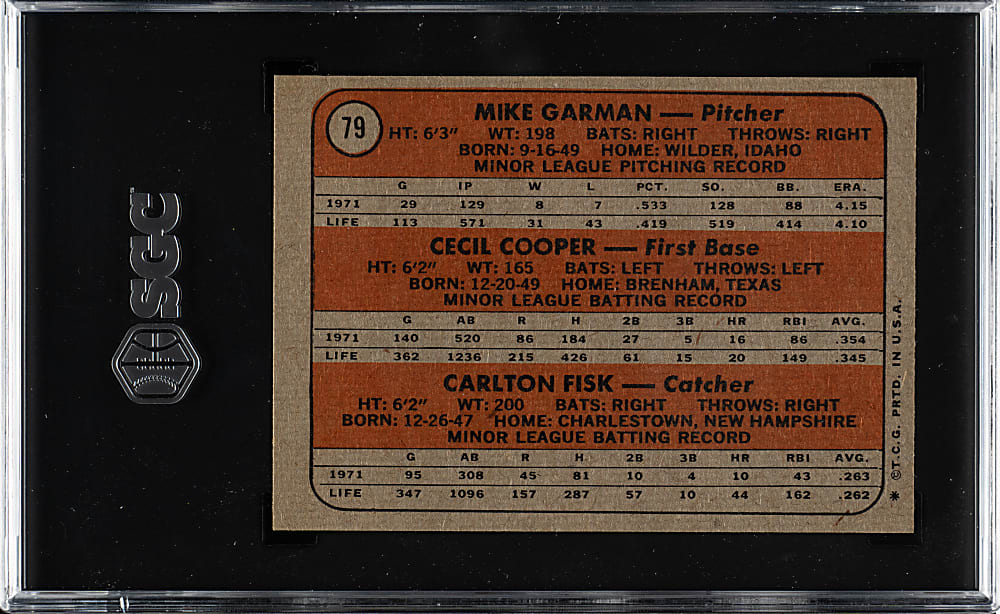 SGC
79
MIKE GARMAN — Pitcher
HT: 6'3" WT: 198 BATS: RIGHT THROWS: RIGHT
BORN: 9-16-49 HOME: WILDER, IDAHO
MINOR LEAGUE PITCHING RECORD
G IP W L PCT. SO. BB. ERA.
1971 29 129 8 7 .533 128 88 4.15
LIFE 113 571 31 43 .419 519 414 4.10
CECIL COOPER — First Base
HT: 6'2" WT: 165 BATS: LEFT THROWS: LEFT
BORN: 12-20-49 HOME: BRENHAM, TEXAS
MINOR LEAGUE BATTING RECORD
G AB R H 2B 3B HR RBI AVG.
1971 140 520 86 184 27 5 16 86 .354
LIFE 362 1236 215 426 61 15 20 149 .345
CARLTON FISK — Catcher
HT: 6'2" WT: 200 BATS: RIGHT THROWS: RIGHT
BORN: 12-26-47 HOME: CHARLESTOWN, NEW HAMPSHIRE
MINOR LEAGUE BATTING RECORD
G AB R H 2B 3B HR RBI AVG.
1971 95 308 45 81 10 4 10 43 .263
LIFE 347 1096 157 287 57 10 44 162 .262
* © T.C.G. PRTD. IN U.S.A.